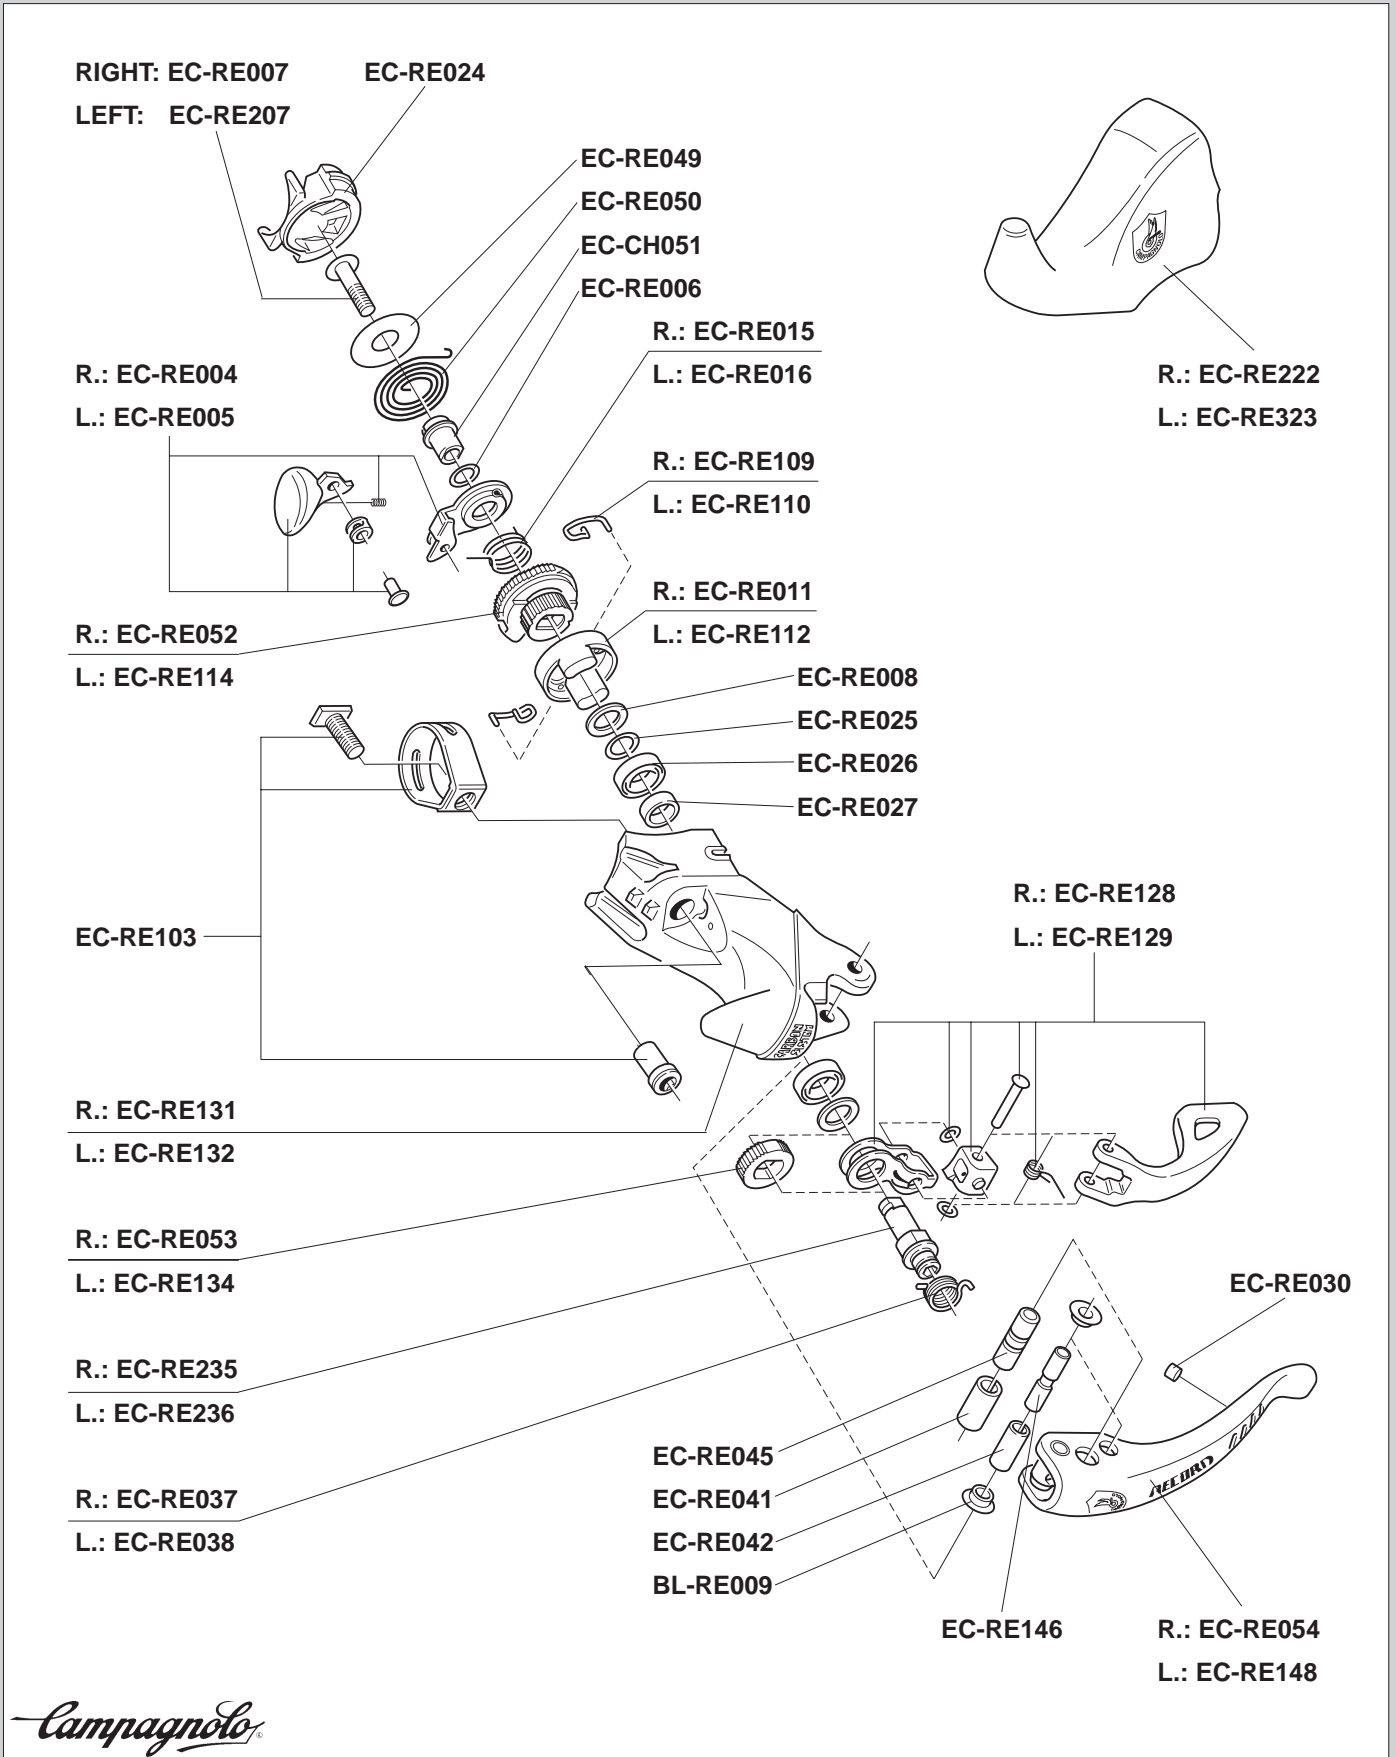 RIGHT: EC-RE007
LEFT: EC-RE207
EC-RE024
EC-RE049
EC-RE050
EC-CH051
EC-RE006
R.: EC-RE015
L.: EC-RE016
R.: EC-RE004
L.: EC-RE005
R.: EC-RE222
L.: EC-RE323
R.: EC-RE109
L.: EC-RE110
R.: EC-RE011
L.: EC-RE112
R.: EC-RE052
L.: EC-RE114
EC-RE008
EC-RE025
EC-RE026
EC-RE027
R.: EC-RE128
L.: EC-RE129
EC-RE103
R.: EC-RE131
L.: EC-RE132
R.: EC-RE053
L.: EC-RE134
EC-RE030
R.: EC-RE235
L.: EC-RE236
EC-RE045
EC-RE041
EC-RE042
BL-RE009
R.: EC-RE037
L.: EC-RE038
RECORD
EC-RE146
R.: EC-RE054
L.: EC-RE148
Campagnolo